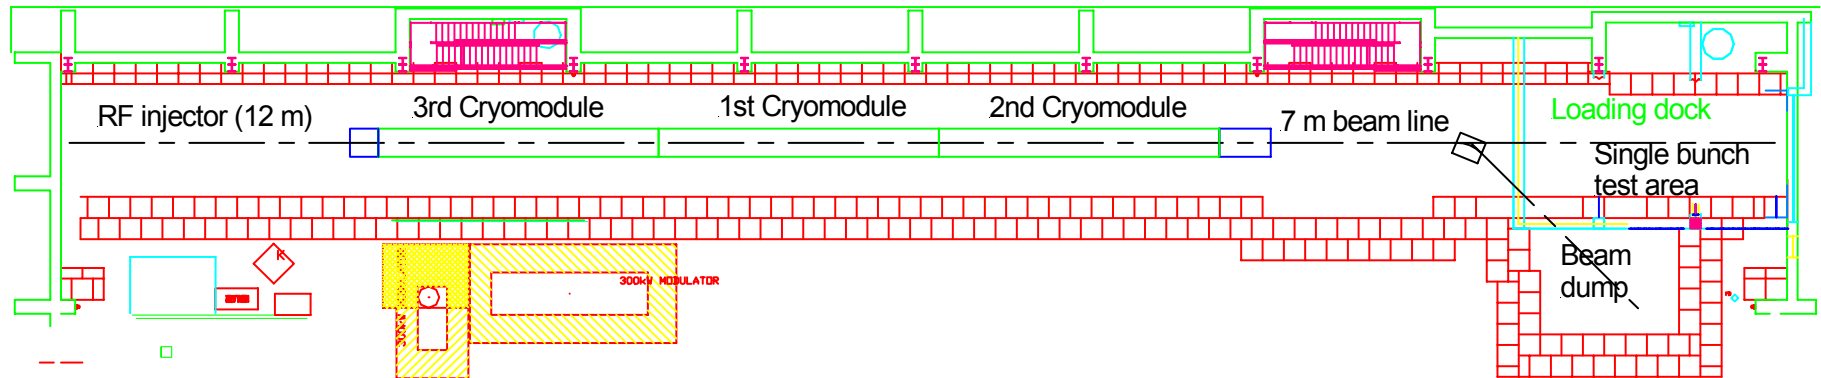 RF injector (12 m)
3rd Cryomodule
1st Cryomodule
2nd Cryomodule
7 m beam line
Loading dock
Single bunch
test area
Beam
dump
K
300kW MODULATOR